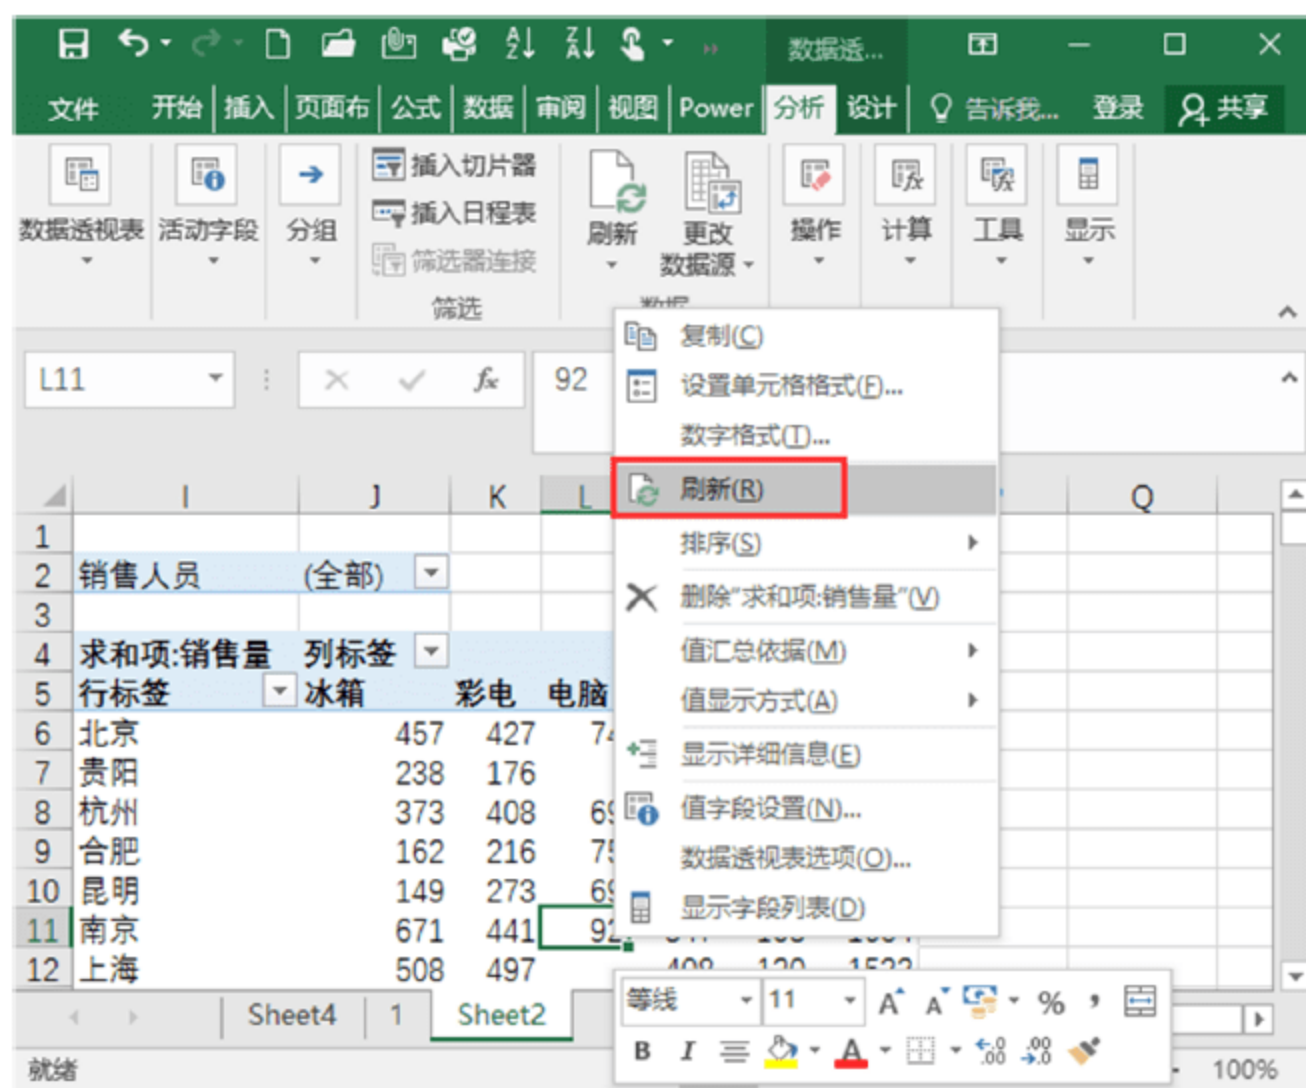 数据透...
文件 开始 插入 页面布 公式 数据 审阅 视图 Power 分析 设计 告诉我... 登录 共享
插入切片器
插入日程表
筛选器连接
数据透视表 活动字段 分组 刷新 更改 操作 计算 工具 显示
数据源
筛选 数据
L11 fx 92
I J K L Q
1
2 销售人员 (全部)
3
4 求和项:销售量 列标签
5 行标签 冰箱 彩电 电脑
6 北京 457 427
7 贵阳 238 176
8 杭州 373 408
9 合肥 162 216
10 昆明 149 273
11 南京 671 441 92
12 上海 508 497
复制(C)
设置单元格格式(F)...
数字格式(T)...
刷新(R)
排序(S)
删除"求和项:销售量"(V)
值汇总依据(M)
值显示方式(A)
显示详细信息(E)
值字段设置(N)...
数据透视表选项(O)...
显示字段列表(D)
等线 11 A A % ,
B I A .00 .00
Sheet4 1 Sheet2
就绪 100%